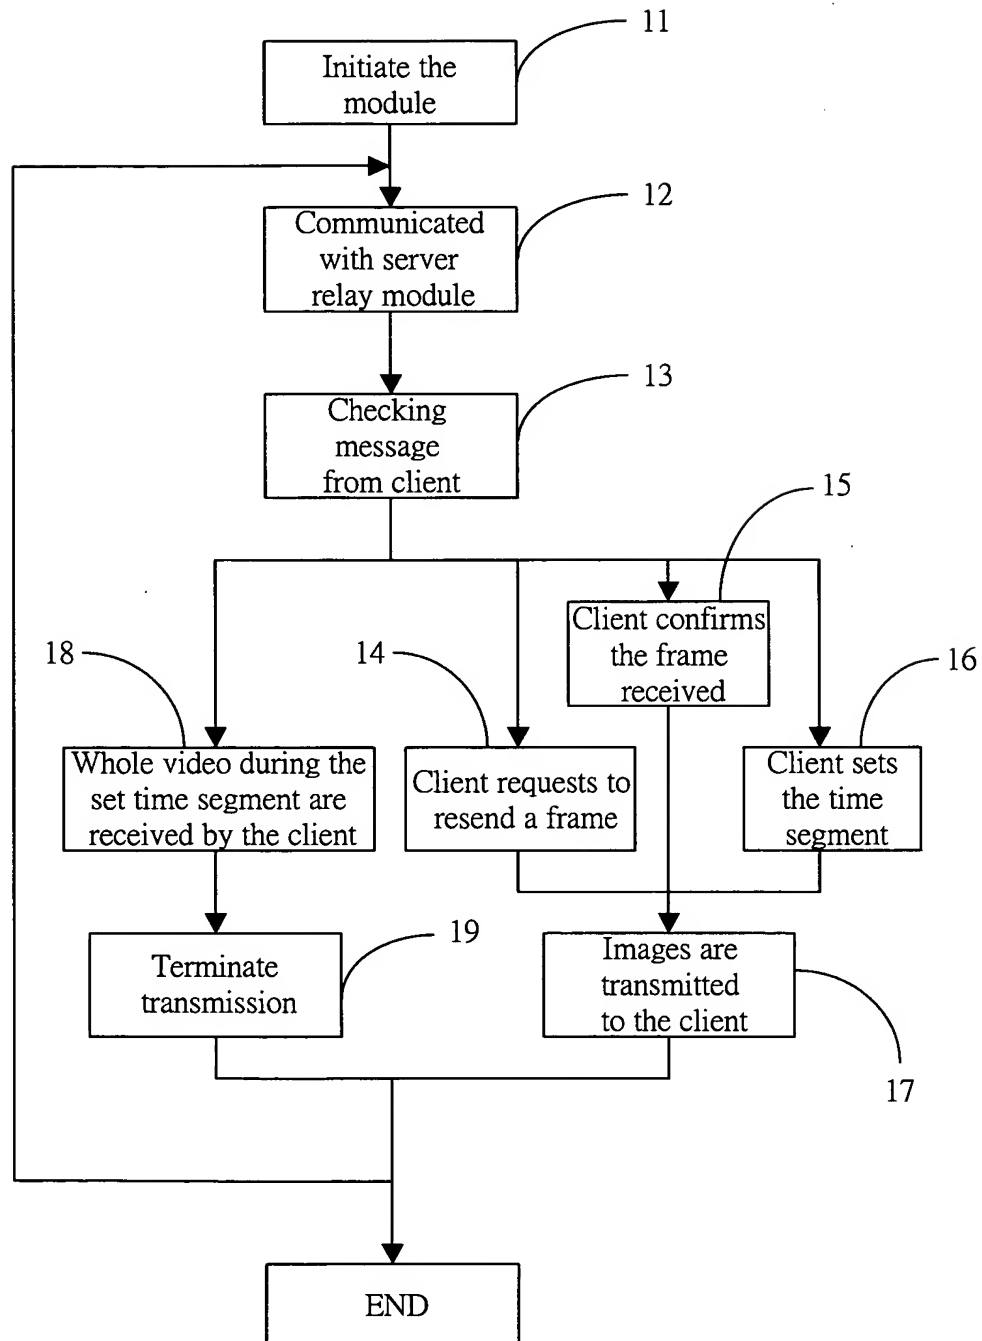 11
Initiate the
module
12
Communicated
with server
relay module
13
Checking
message
from client
15
Client confirms
the frame
received
18
14
16
Whole video during the
set time segment are
received by the client
Client requests to
resend a frame
Client sets
the time
segment
19
Terminate
transmission
Images are
transmitted
to the client
17
END